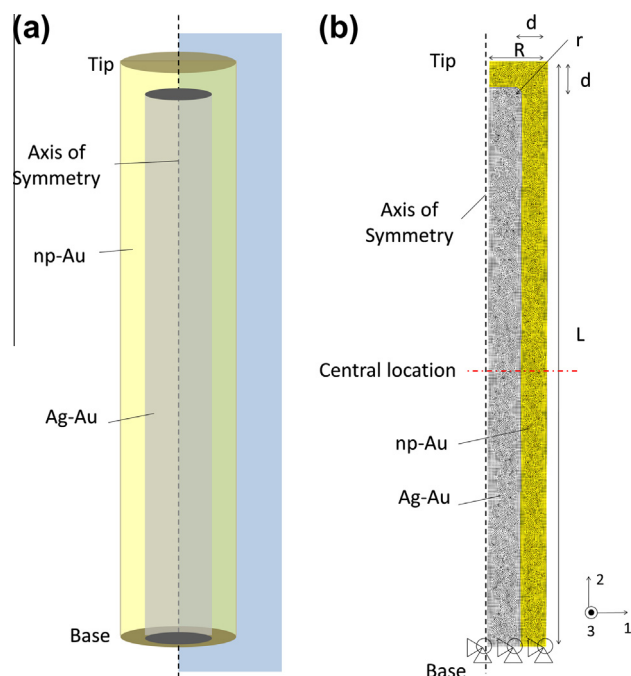 (a)
Tip
Axis of
Symmetry
np-Au
Ag-Au
Base
(b)
d
R
r
Tip
d
Axis of
Symmetry
L
Central location
np-Au
Ag-Au
2
3
1
Base